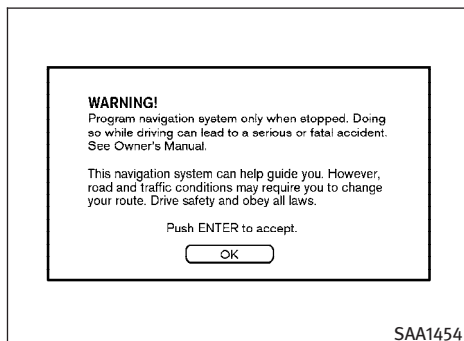 WARNING!
Program navigation system only when stopped. Doing
so while driving can lead to a serious or fatal accident.
See Owner's Manual.
This navigation system can help guide you. However,
road and traffic conditions may require you to change
your route. Drive safety and obey all laws.
Push ENTER to accept.
OK
SAA1454